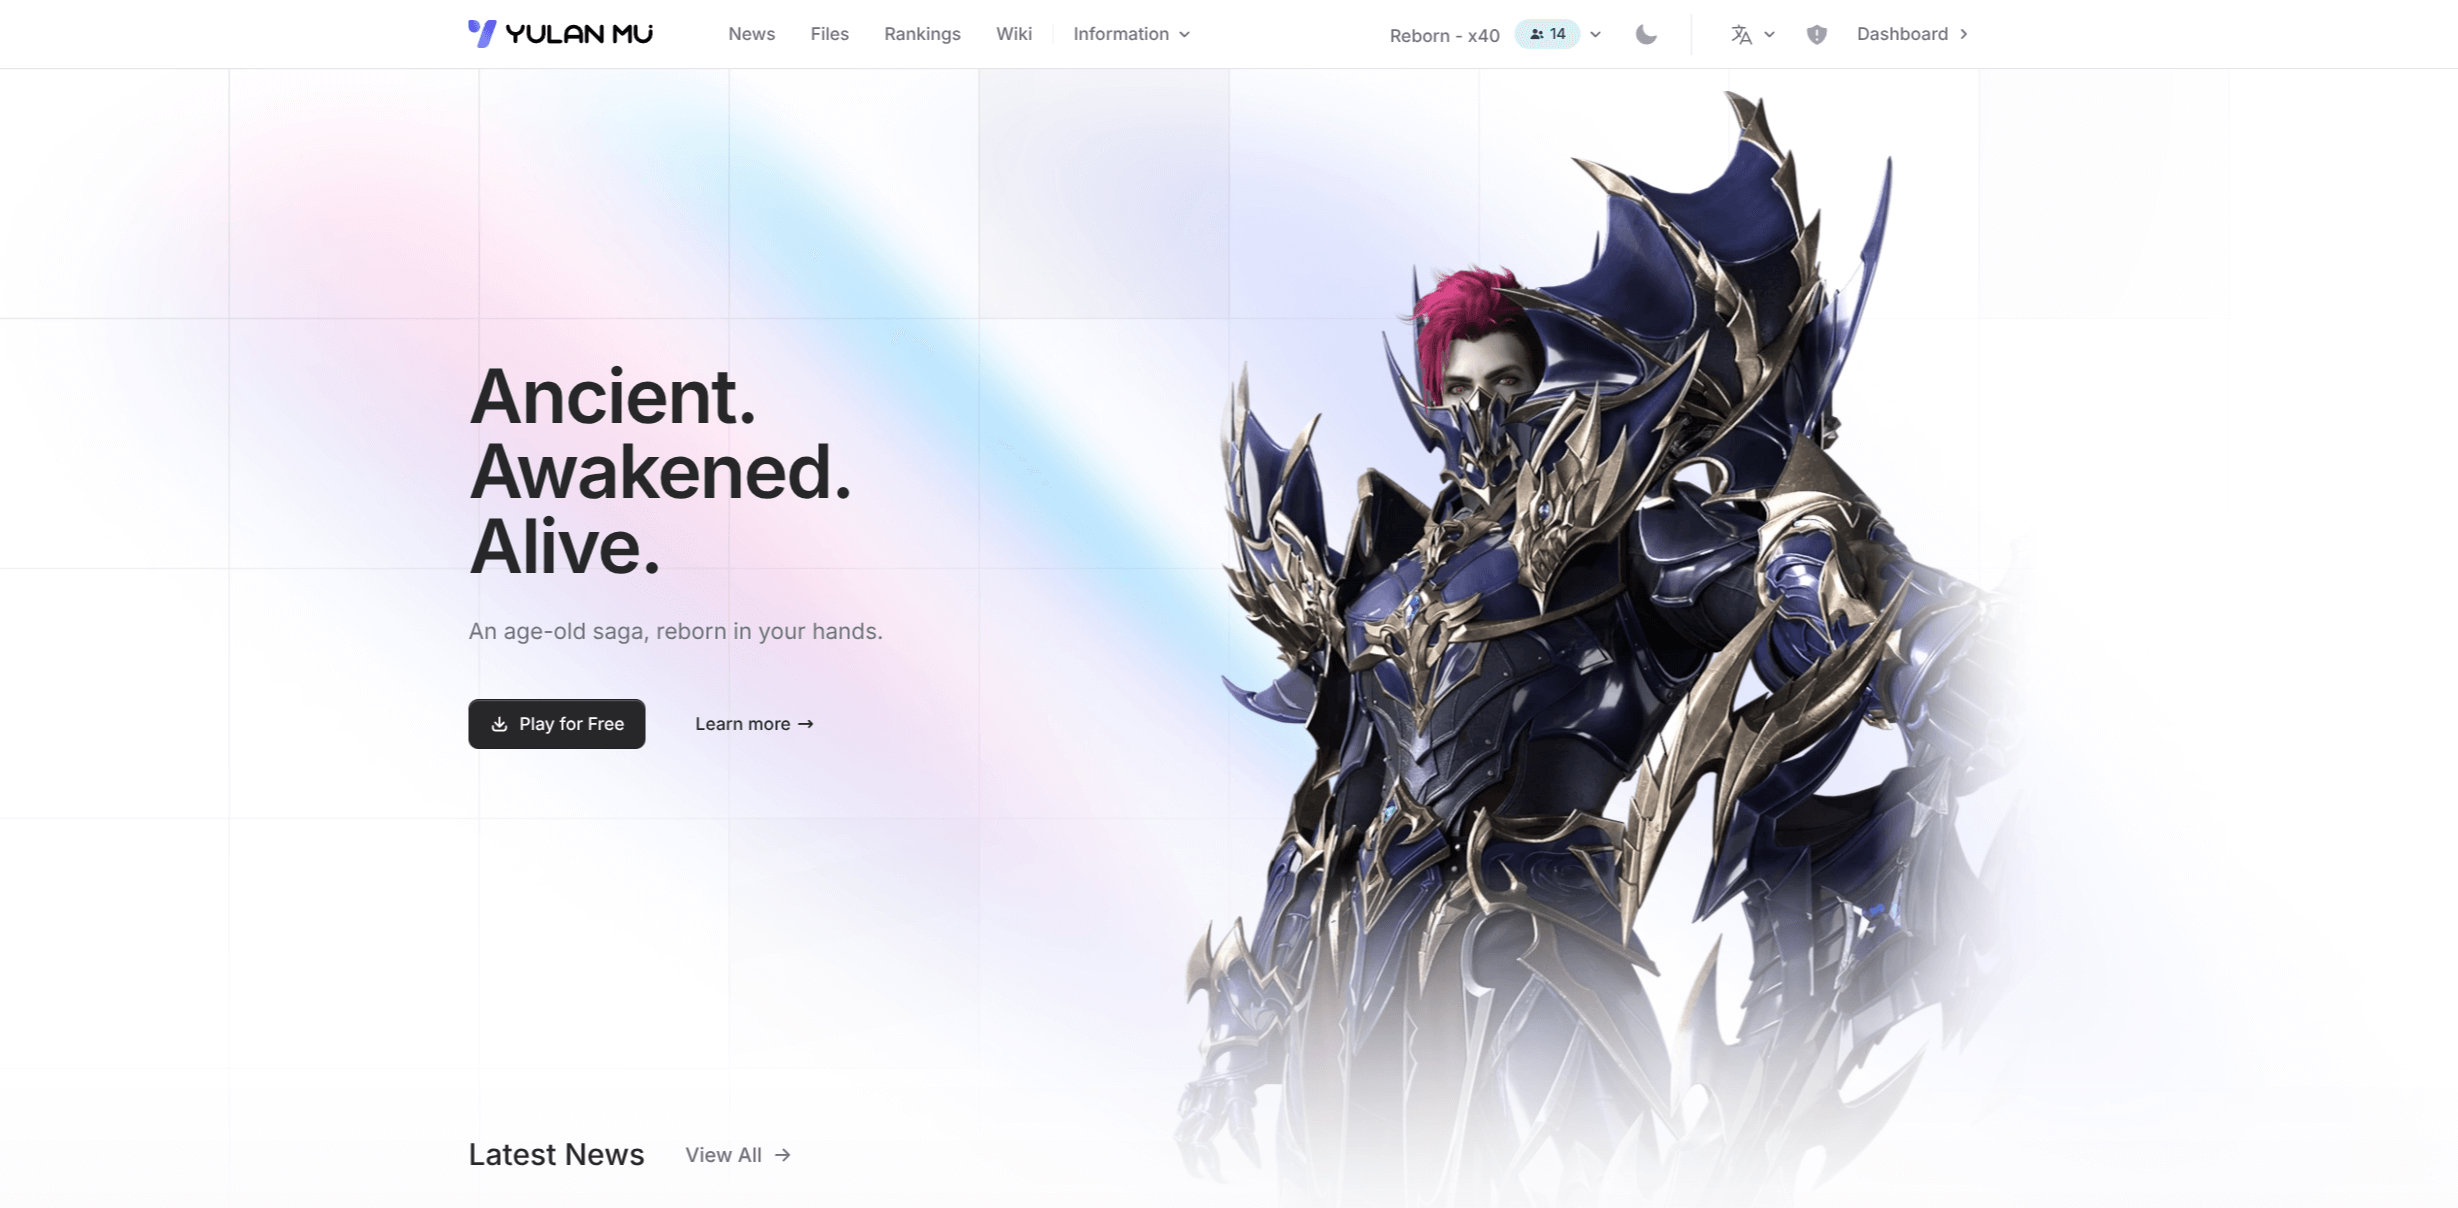 YULAN MU
News
Files
Rankings
Wiki
Information
Reborn - x40
14
Dashboard
Ancient.
Awakened.
Alive.
An age-old saga, reborn in your hands.
Play for Free
Learn more →
Latest News
View All →